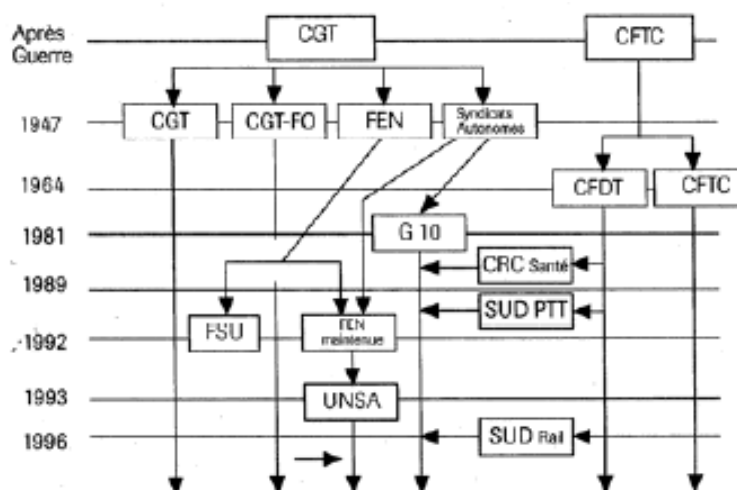 Après
Guerre
CGT
CFTC
1947
CGT
CGT-FO
FEN
Syndicats
Autonomes
1964
CFDT
CFTC
1981
G 10
CRC Santé
1989
SUD PTT
1992
FSU
FEN
maintenue
1993
UNSA
1996
SUD Rail